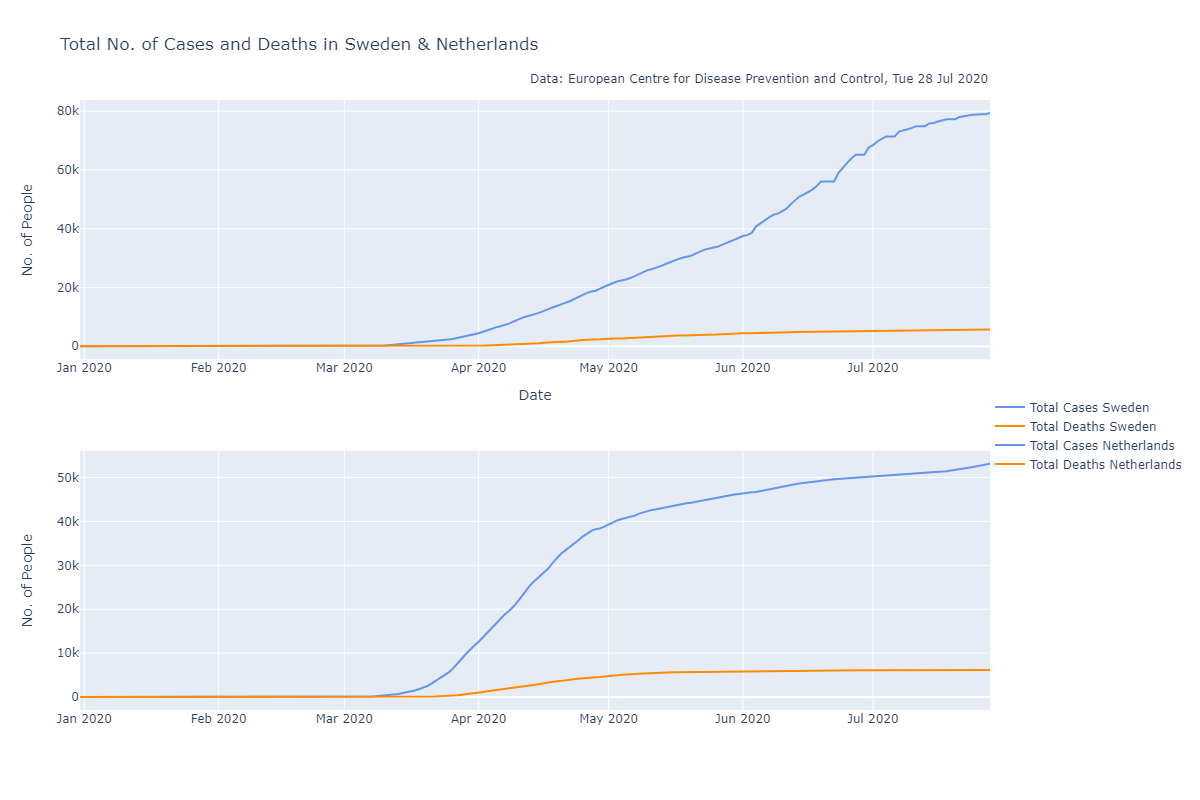 Total No. of Cases and Deaths in Sweden & Netherlands
Data: European Centre for Disease Prevention and Control, Tue 28 Jul 2020
80k
60k
40k
20k
0
No. of People
Jan 2020 Feb 2020 Mar 2020 Apr 2020 May 2020 Jun 2020 Jul 2020
Date
Total Cases Sweden
Total Deaths Sweden
Total Cases Netherlands
Total Deaths Netherlands
50k
40k
30k
20k
10k
0
No. of People
Jan 2020 Feb 2020 Mar 2020 Apr 2020 May 2020 Jun 2020 Jul 2020